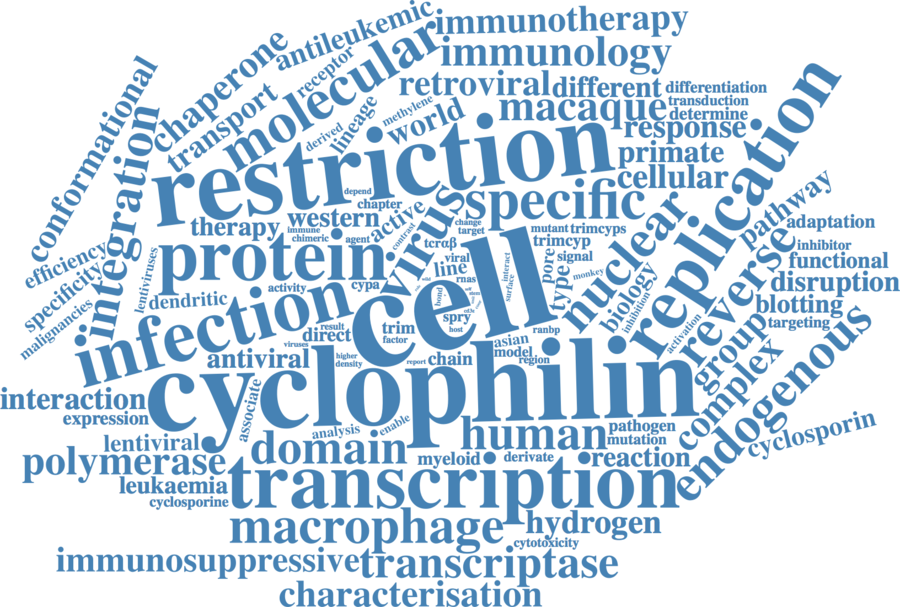 antileukemic
immunotherapy
chaperone
molecular
immunology
receptor
conformational
transport
lineage
retroviral
different
differentiation
integration
derived
methylene
world
macaque
transduction
determine
response
restriction
primate
replication
depend
chapter
virus
specific
cellular
therapy
western
active
nuclear
pathway
immune
chimeric
agent
contrast
change
target
mutant
trimcyps
adaptation
efficiency
specificity
malignancies
lentiviruses
protein
tcrαβ
trimcyp
reverse
inhibitor
functional
viral
signal
line
rnas
pore
type
monkey
biology
disruption
activity
cypa
cell
interact
surface
dendritic
infection
bond
inhibition
blotting
targeting
result
direct
trim
factor
spry
host
ranbp
activation
group
viruses
antiviral
higher
density
report
chain
asian
model
region
complex
endogenous
interaction
expression
associate
cyclophilin
analysis
enable
human
pathogen
mutation
cyclosporin
lentiviral
domain
polymerase
myeloid
derivate
reaction
leukaemia
cyclosporine
transcription
macrophage
hydrogen
cytotoxicity
immunosuppressive
transcriptase
characterisation